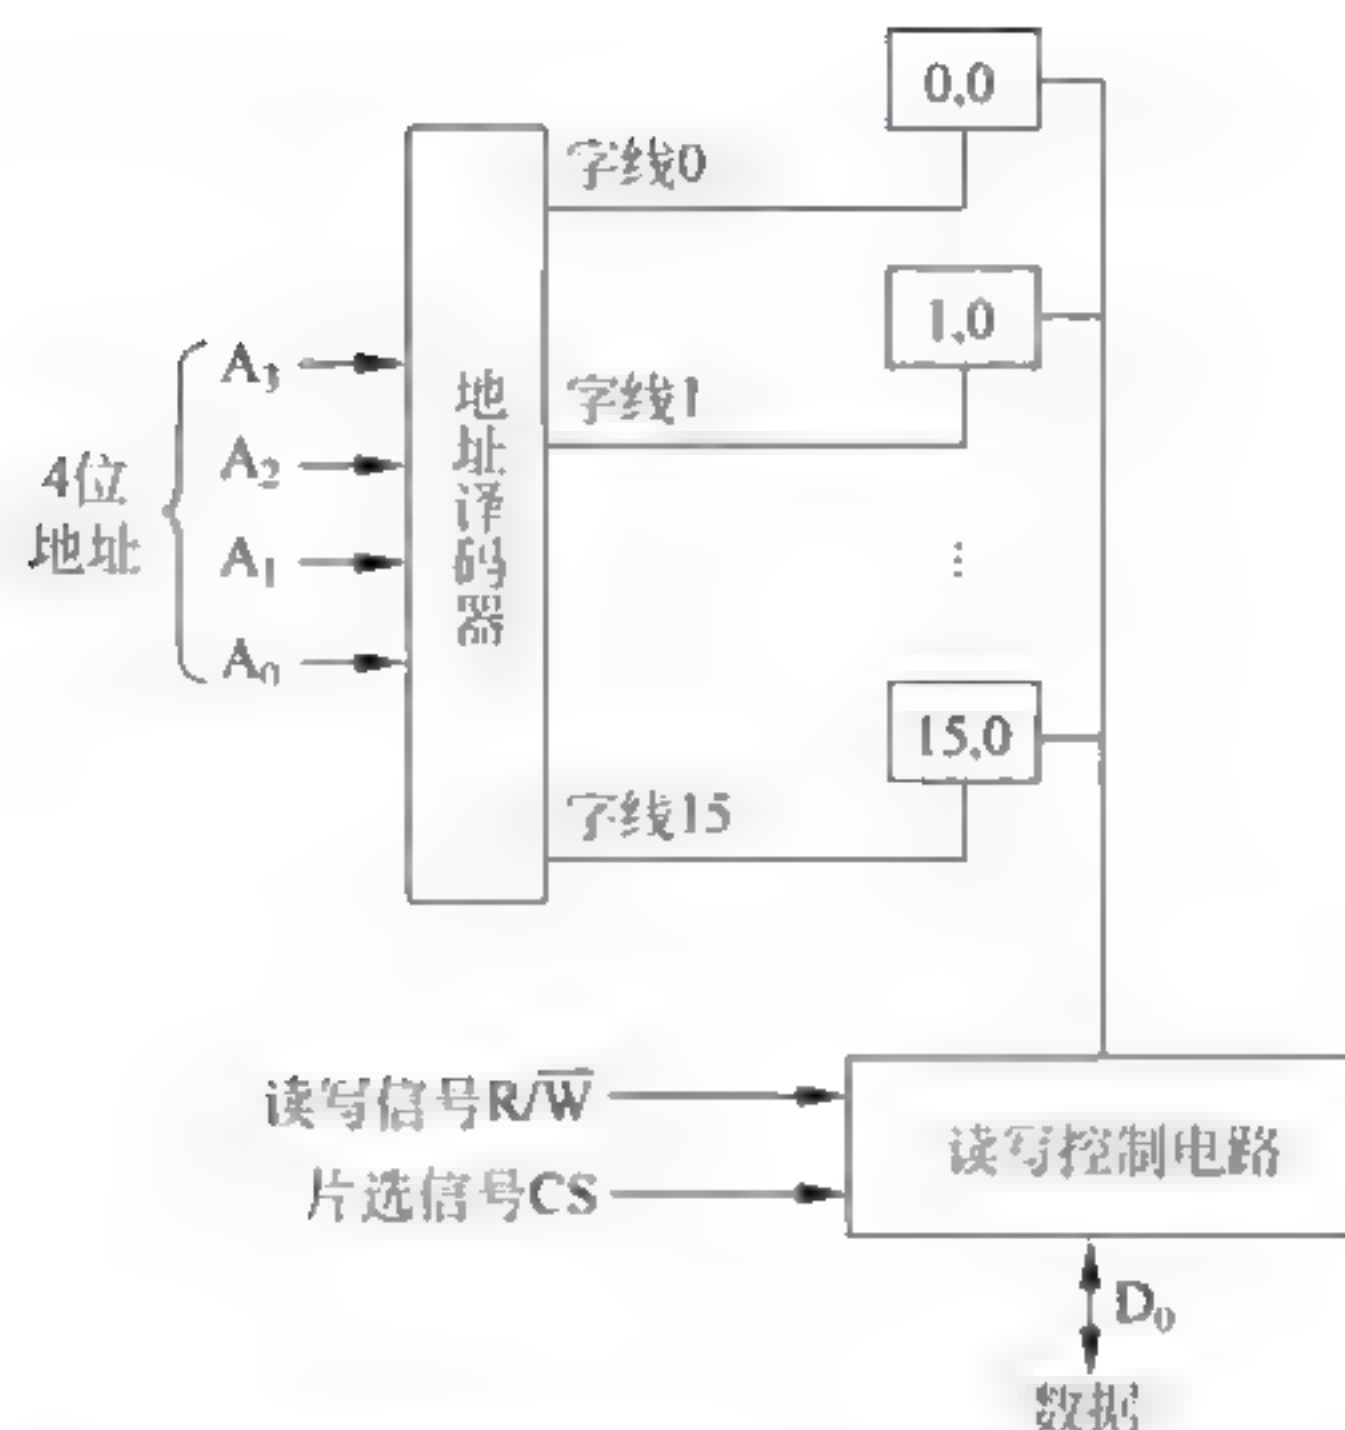 0,0
字线0
1,0
字线1
A₃
A₂
A₁
A₀
4位
地址
地址译码器
15,0
字线15
读写信号R/W̅
片选信号CS
读写控制电路
D₀
数据